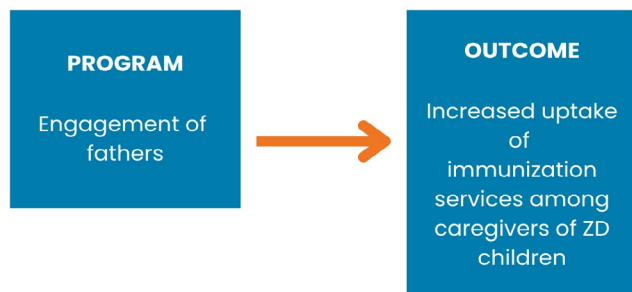 PROGRAM
Engagement of
fathers
OUTCOME
Increased uptake
of
immunization
services among
caregivers of ZD
children